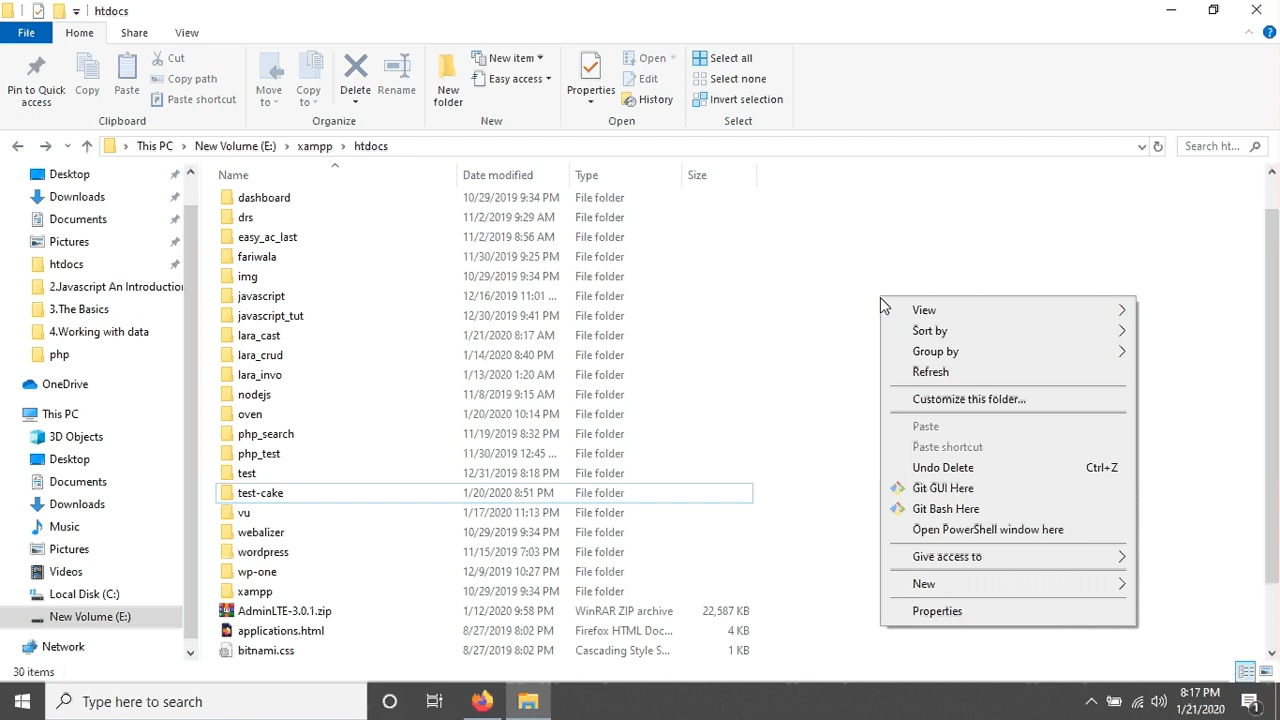 htdocs
File Home Share View
Pin to Quick access
Copy
Paste
Cut
Copy path
Paste shortcut
Clipboard
Move to
Copy to
Delete
Rename
Organize
New folder
New item
Easy access
New
Properties
Open
Edit
History
Open
Select all
Select none
Invert selection
Select
This PC > New Volume (E:) > xampp > htdocs
Search ht...
Desktop
Downloads
Documents
Pictures
htdocs
2.Javascript An Introduction
3.The Basics
4.Working with data
php
OneDrive
This PC
3D Objects
Desktop
Documents
Downloads
Music
Pictures
Videos
Local Disk (C:)
New Volume (E:)
Network
Name Date modified Type Size
dashboard 10/29/2019 9:34 PM File folder
drs 11/2/2019 9:29 AM File folder
easy_ac_last 11/2/2019 8:56 AM File folder
fariwala 11/30/2019 9:25 PM File folder
img 10/29/2019 9:34 PM File folder
javascript 12/16/2019 11:01 ... File folder
javascript_tut 12/30/2019 9:41 PM File folder
lara_cast 1/21/2020 8:17 AM File folder
lara_crud 1/14/2020 8:40 PM File folder
lara_invo 1/13/2020 1:20 AM File folder
nodejs 11/8/2019 9:15 AM File folder
oven 1/20/2020 10:14 PM File folder
php_search 11/19/2019 8:32 PM File folder
php_test 11/30/2019 12:45 ... File folder
test 12/31/2019 8:18 PM File folder
test-cake 1/20/2020 8:51 PM File folder
vu 1/17/2020 11:13 PM File folder
webalizer 10/29/2019 9:34 PM File folder
wordpress 11/15/2019 7:03 PM File folder
wp-one 12/9/2019 10:27 PM File folder
xampp 10/29/2019 9:34 PM File folder
AdminLTE-3.0.1.zip 1/12/2020 9:58 PM WinRAR ZIP archive 22,587 KB
applications.html 8/27/2019 8:02 PM Firefox HTML Doc... 4 KB
bitnami.css 8/27/2019 8:02 PM Cascading Style S... 1 KB
View
Sort by
Group by
Refresh
Customize this folder...
Paste
Paste shortcut
Undo Delete Ctrl+Z
Git GUI Here
Git Bash Here
Open PowerShell window here
Give access to
New
Properties
30 items
Type here to search
8:17 PM
1/21/2020
1